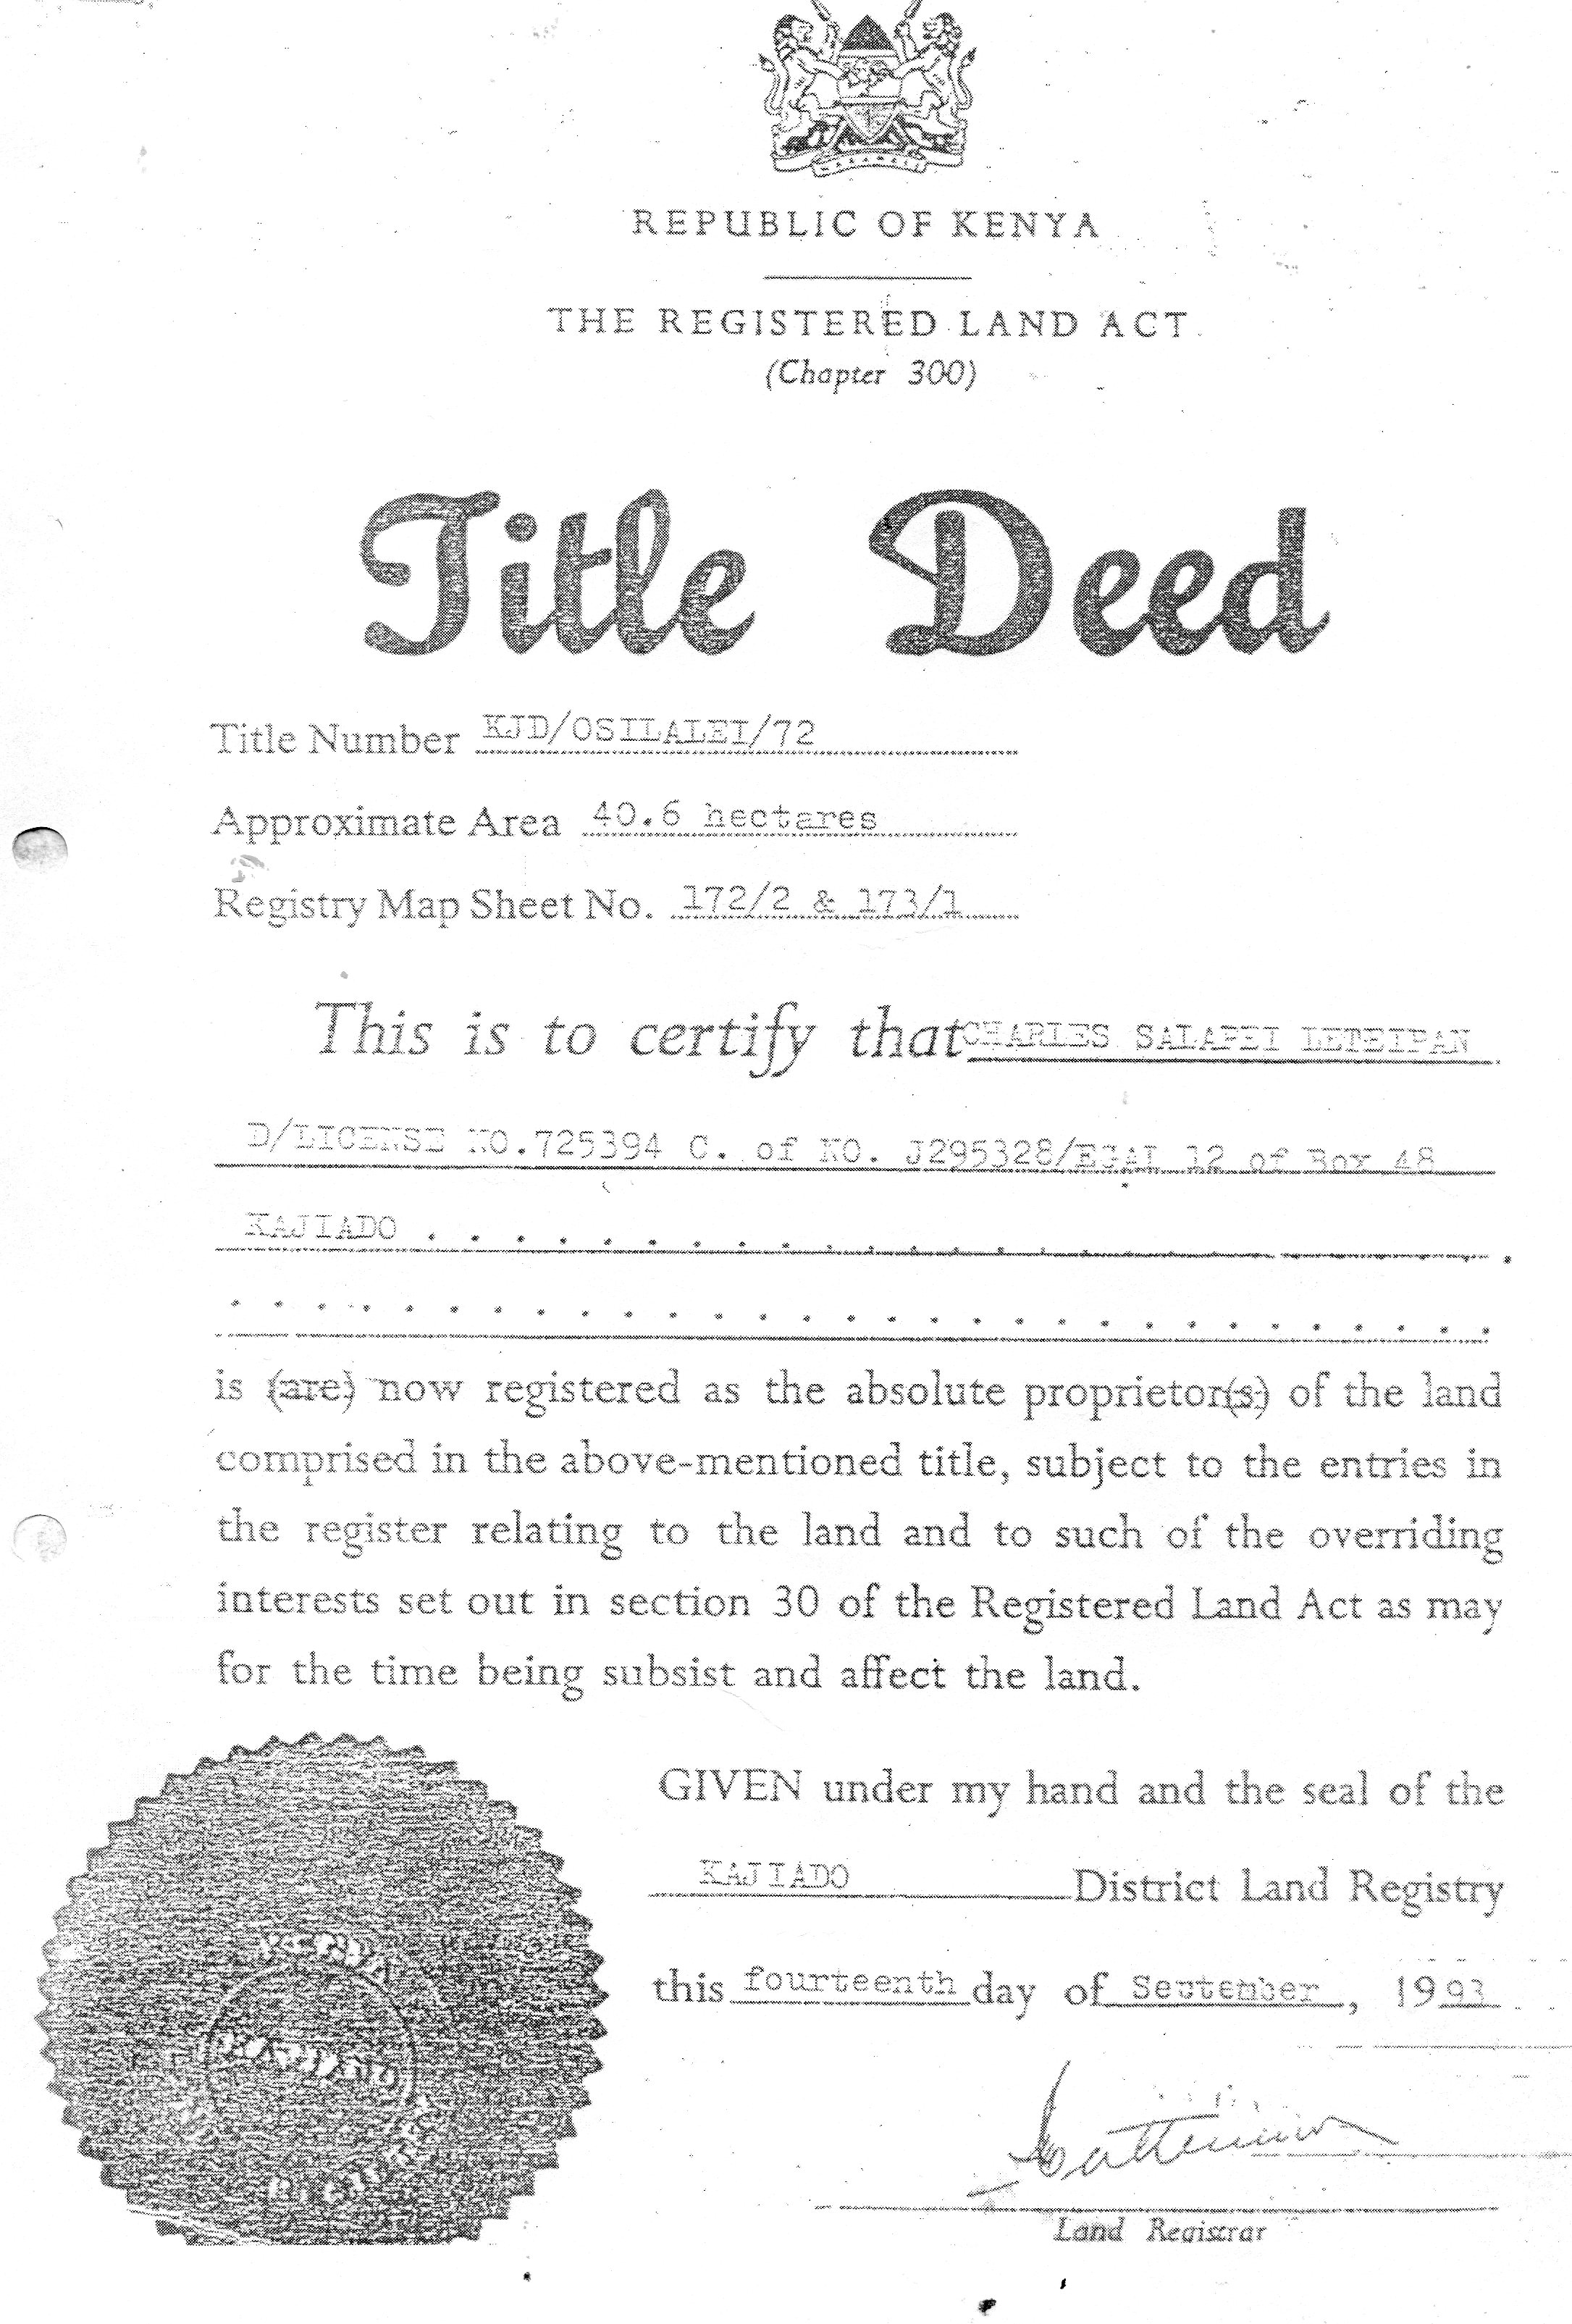 HARAMBEE
REPUBLIC OF KENYA
THE REGISTERED LAND ACT
(Chapter 300)
Title Deed
Title Number KJD/OSILALEI/72
Approximate Area 40.6 hectares
Registry Map Sheet No. 172/2 & 173/1
This is to certify that CHARLES SALAPEI LETEIPAN
D/LICENSE NO.725394 C. of NO. J295328/EGAL 12 of Box 48
KAJIADO
is (are) now registered as the absolute proprietor(s) of the land
comprised in the above-mentioned title, subject to the entries in
the register relating to the land and to such of the overriding
interests set out in section 30 of the Registered Land Act as may
for the time being subsist and affect the land.
GIVEN under my hand and the seal of the
KAJIADO District Land Registry
this fourteenth day of September, 1993
Land Registrar